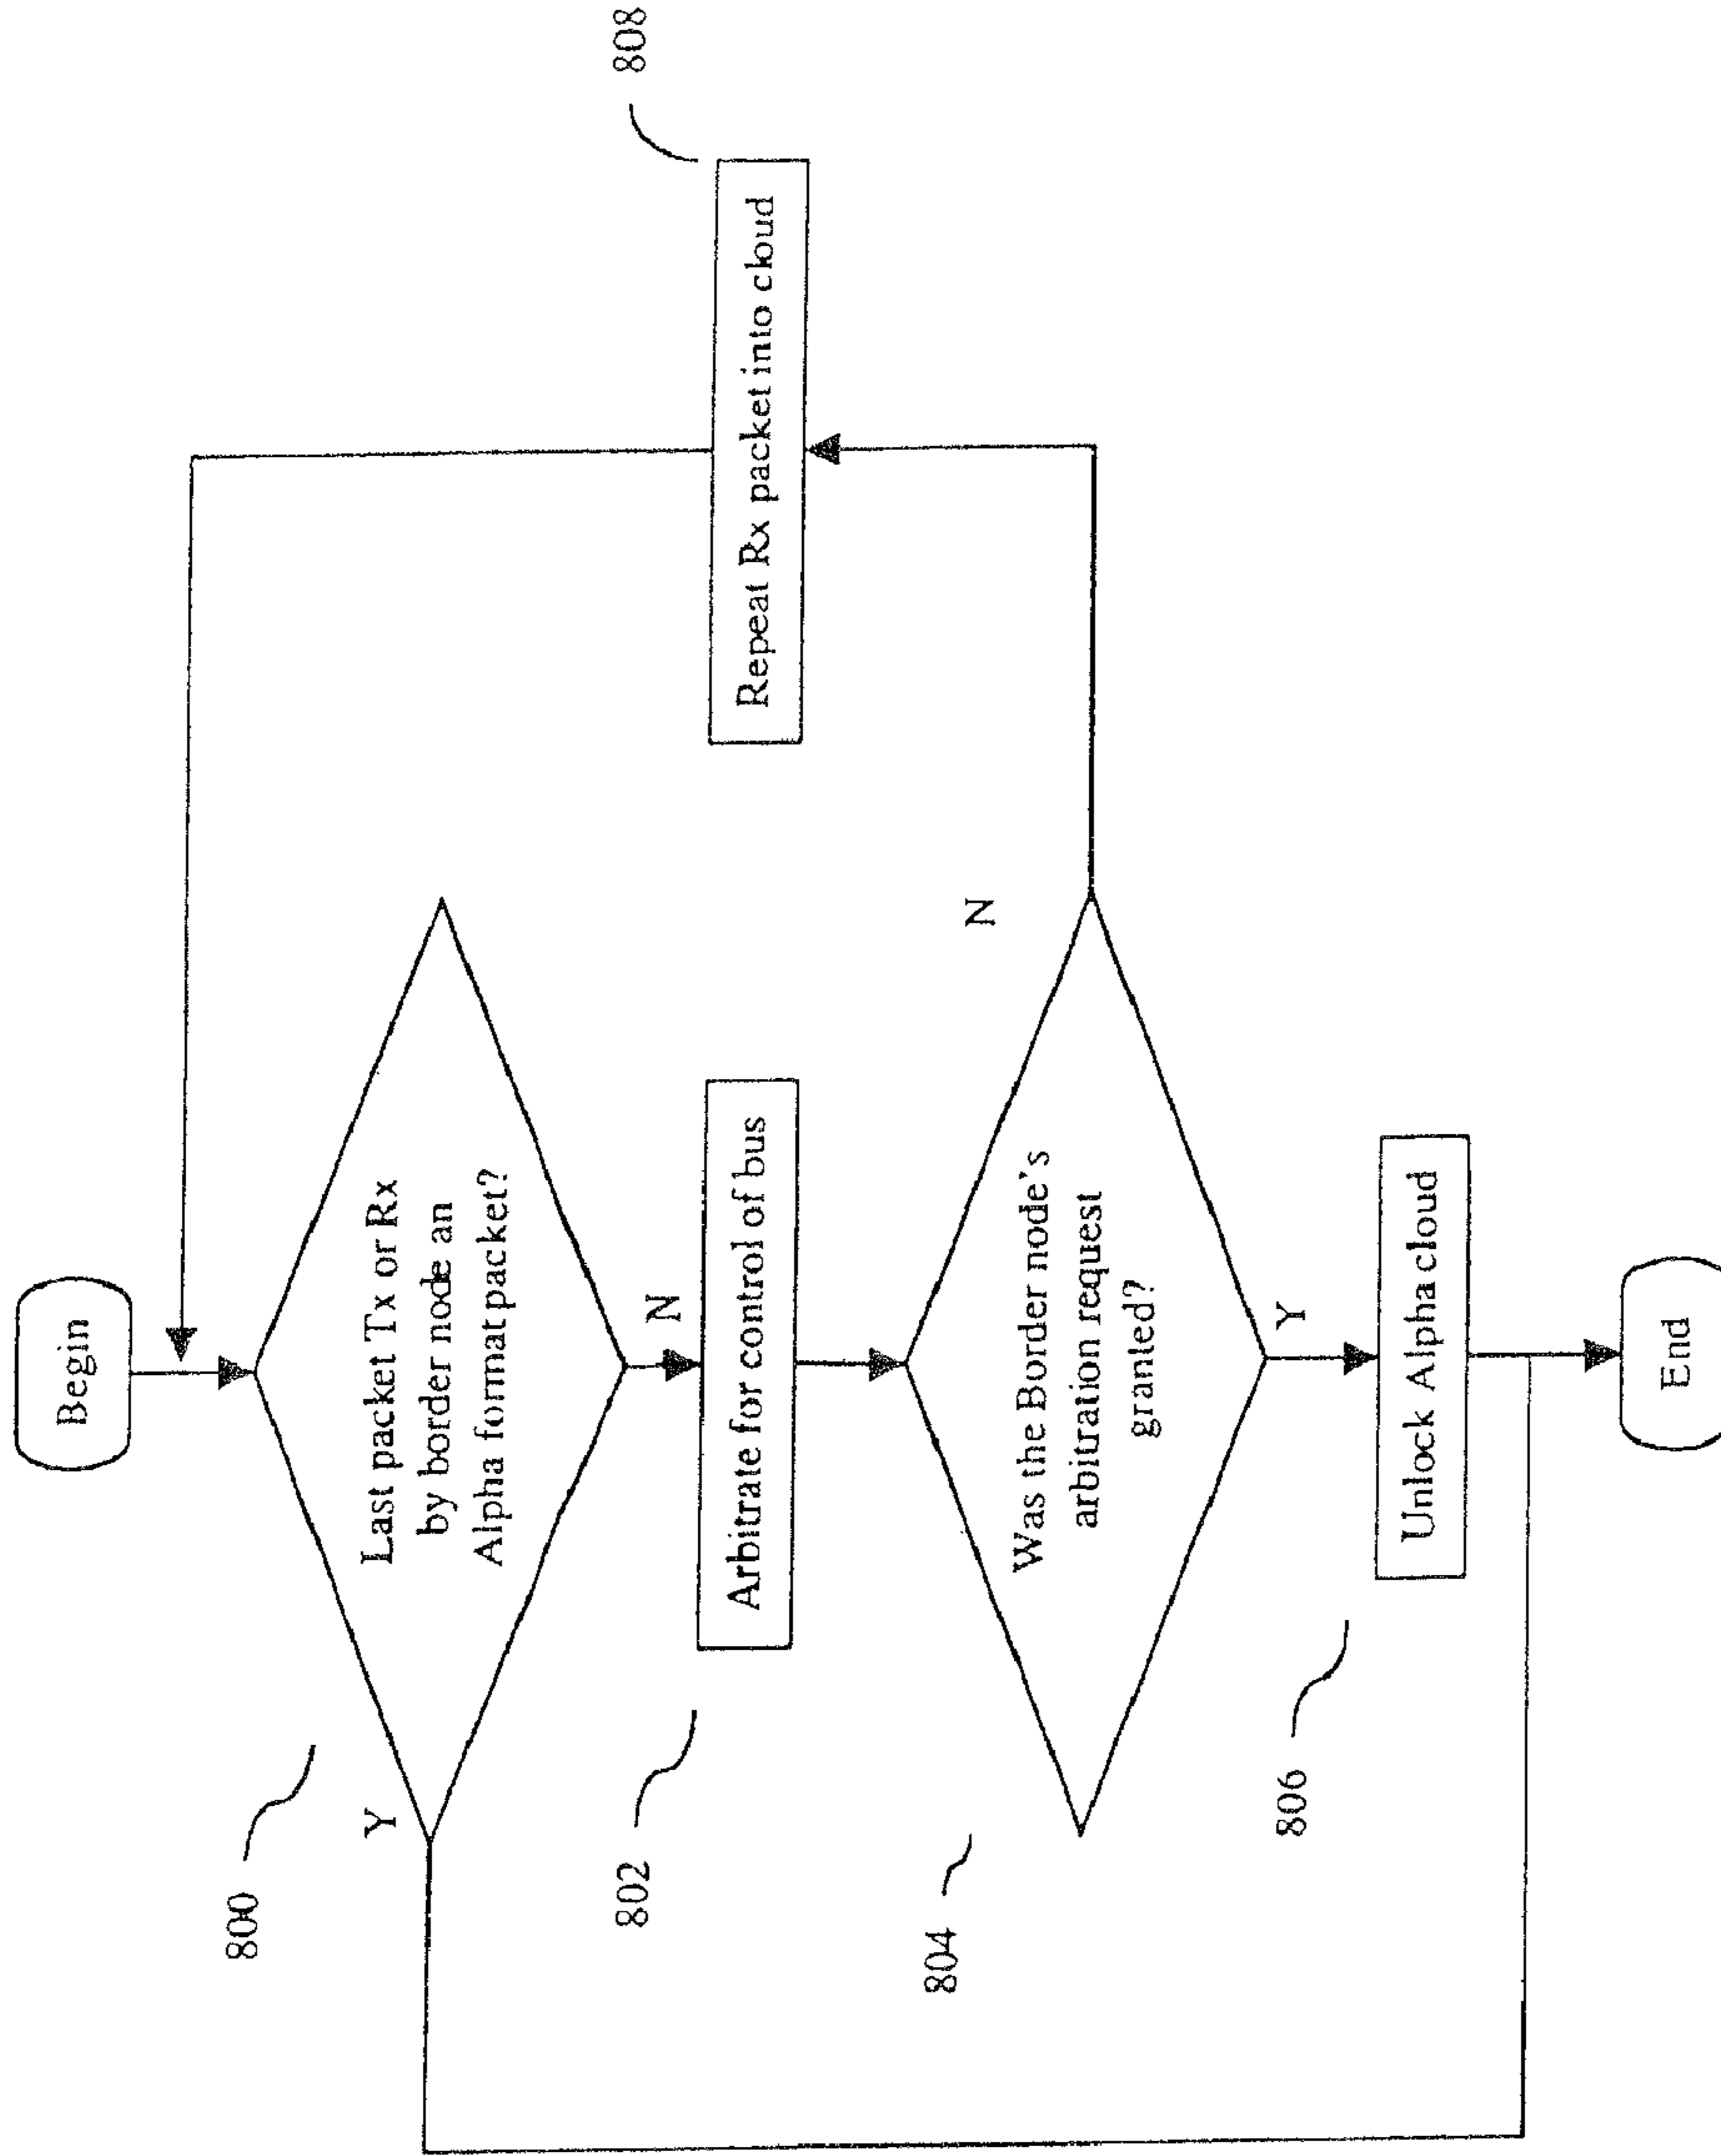 Begin
800
Y
Last packet Tx or Rx
by border node an
Alpha format packet?
N
802
Arbitrate for control of bus
808
Repeat Rx packet into cloud
804
Was the Border node's
arbitration request
granted?
N
Y
806
Unlock Alpha cloud
End